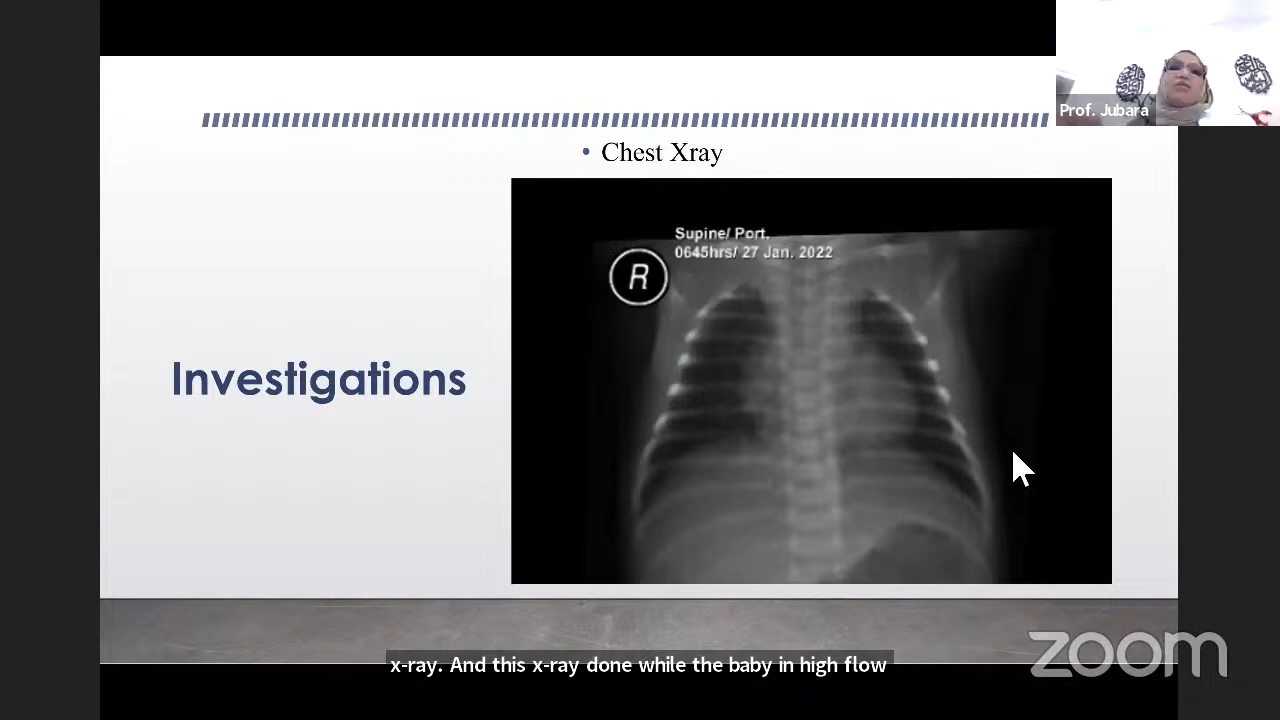 Prof. Jubara
• Chest Xray
Supine/ Port.
0645hrs/ 27 Jan. 2022
R
Investigations
zoom
x-ray. And this x-ray done while the baby in high flow